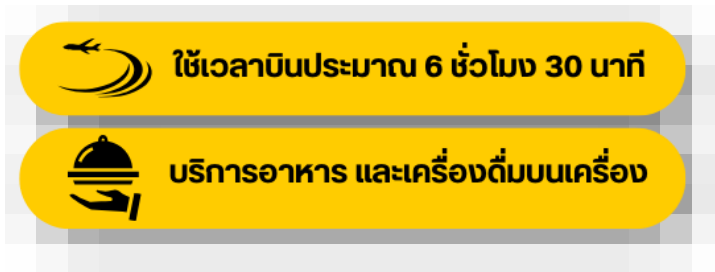 ใช้เวลาบินประมาณ 6 ชั่วโมง 30 นาที
บริการอาหาร และเครื่องดื่มบนเครื่อง